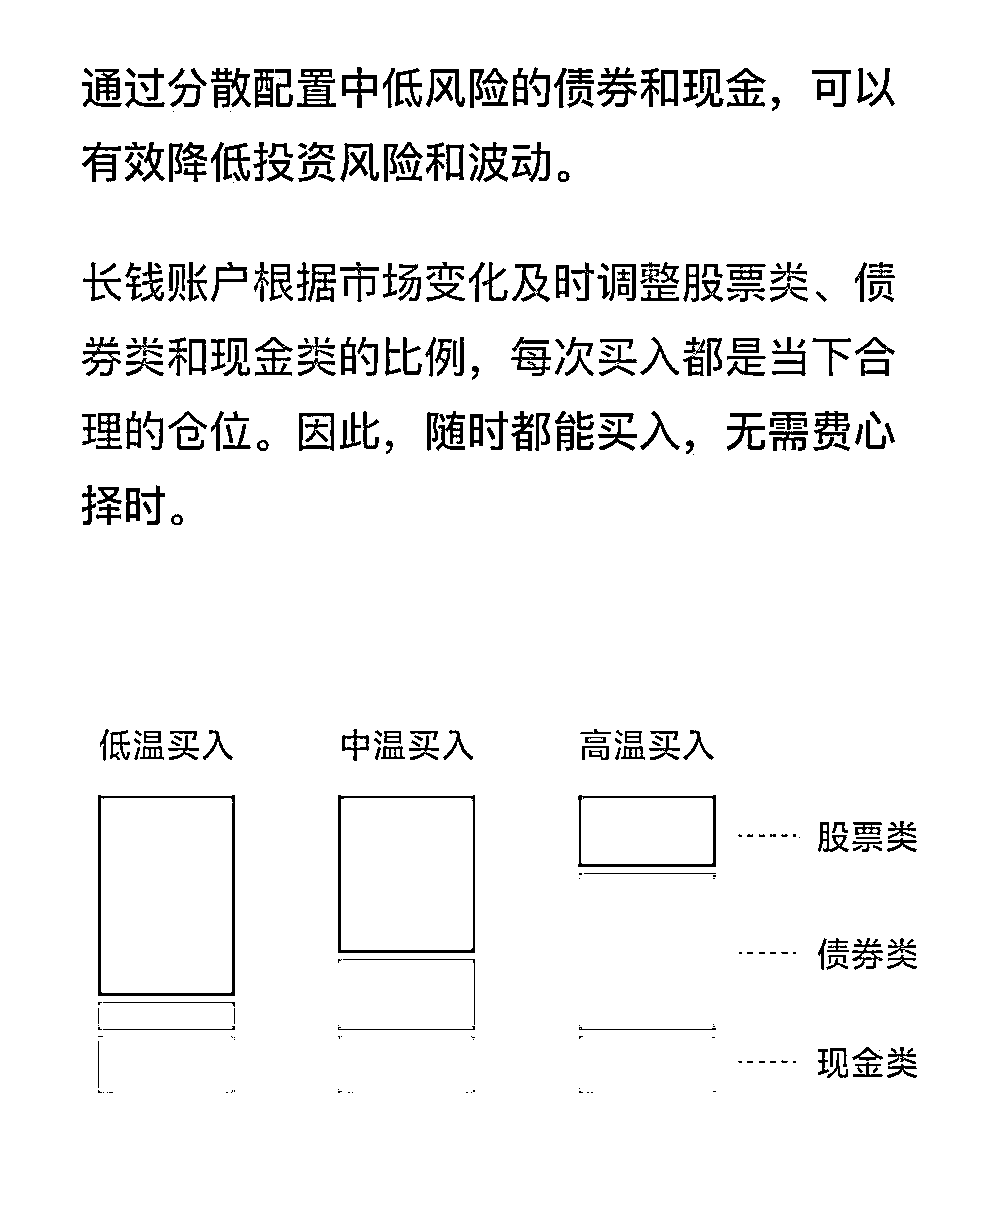 通过分散配置中低风险的债券和现金，可以
有效降低投资风险和波动。
长钱账户根据市场变化及时调整股票类、债
券类和现金类的比例，每次买入都是当下合
理的仓位。因此，随时都能买入，无需费心
择时。
低温买入 中温买入 高温买入
股票类
债券类
现金类